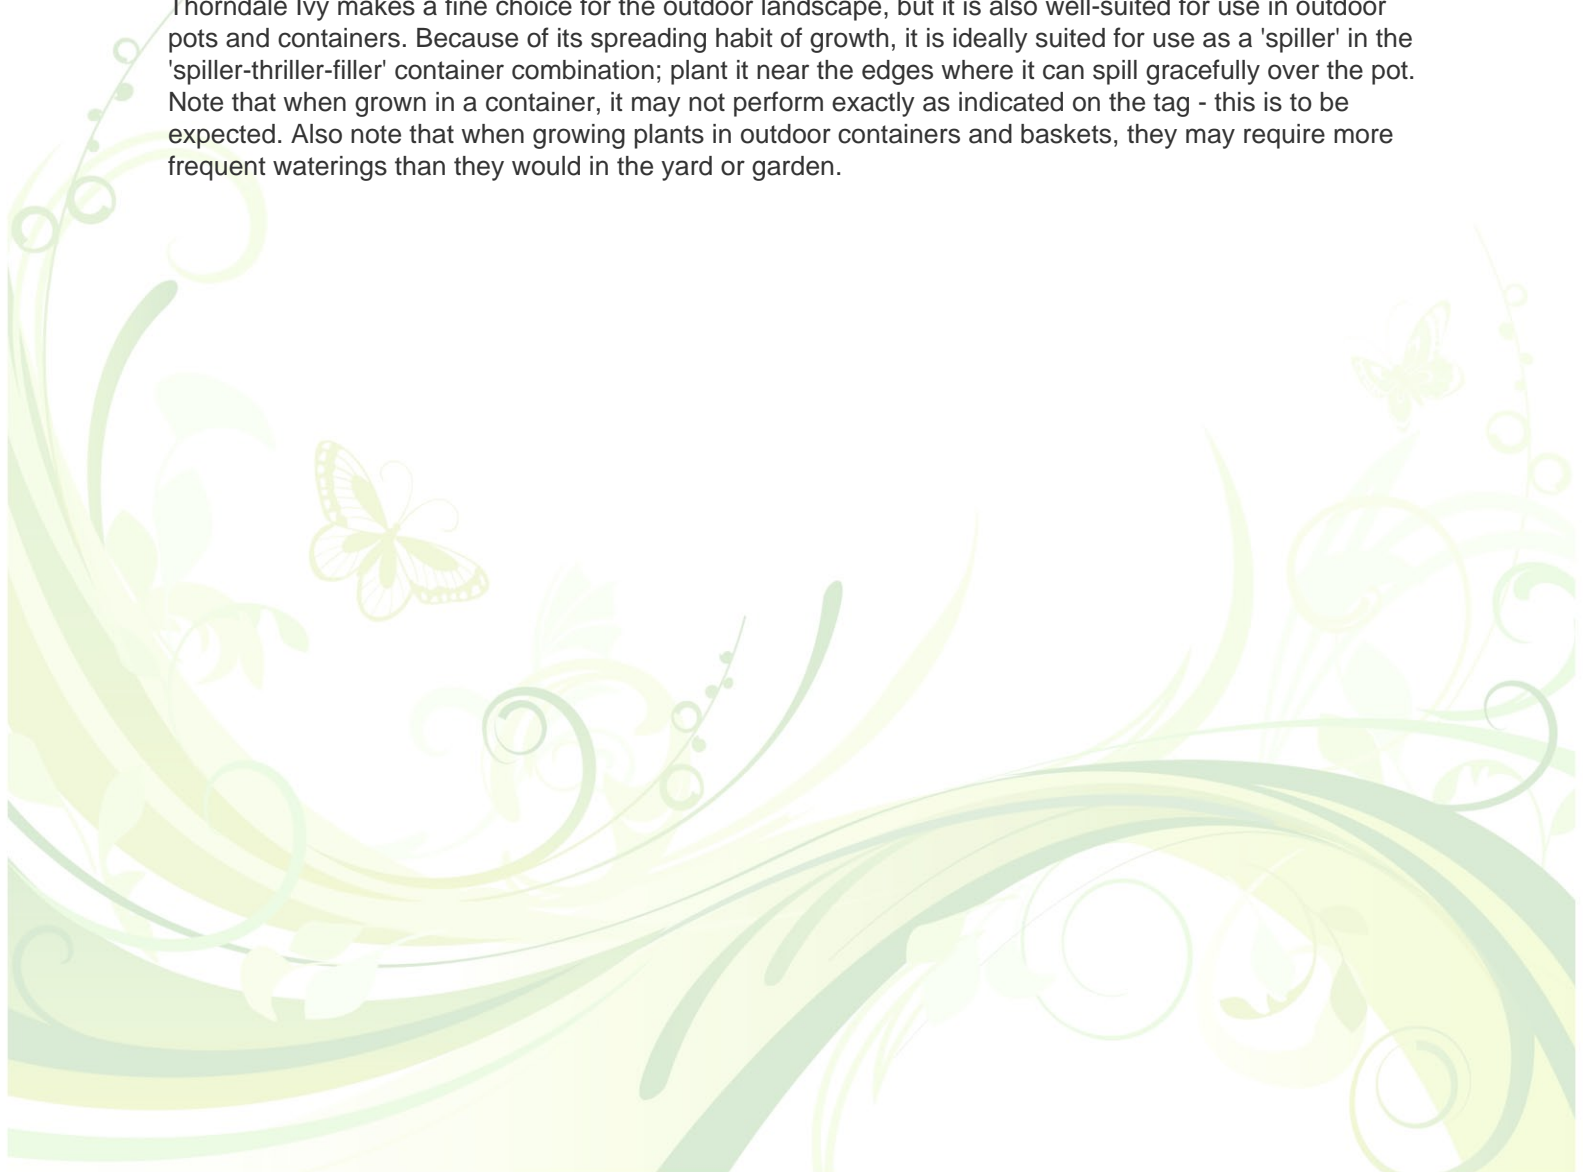 Thorndale Ivy makes a fine choice for the outdoor landscape, but it is also well-suited for use in outdoor
pots and containers. Because of its spreading habit of growth, it is ideally suited for use as a 'spiller' in the
'spiller-thriller-filler' container combination; plant it near the edges where it can spill gracefully over the pot.
Note that when grown in a container, it may not perform exactly as indicated on the tag - this is to be
expected. Also note that when growing plants in outdoor containers and baskets, they may require more
frequent waterings than they would in the yard or garden.